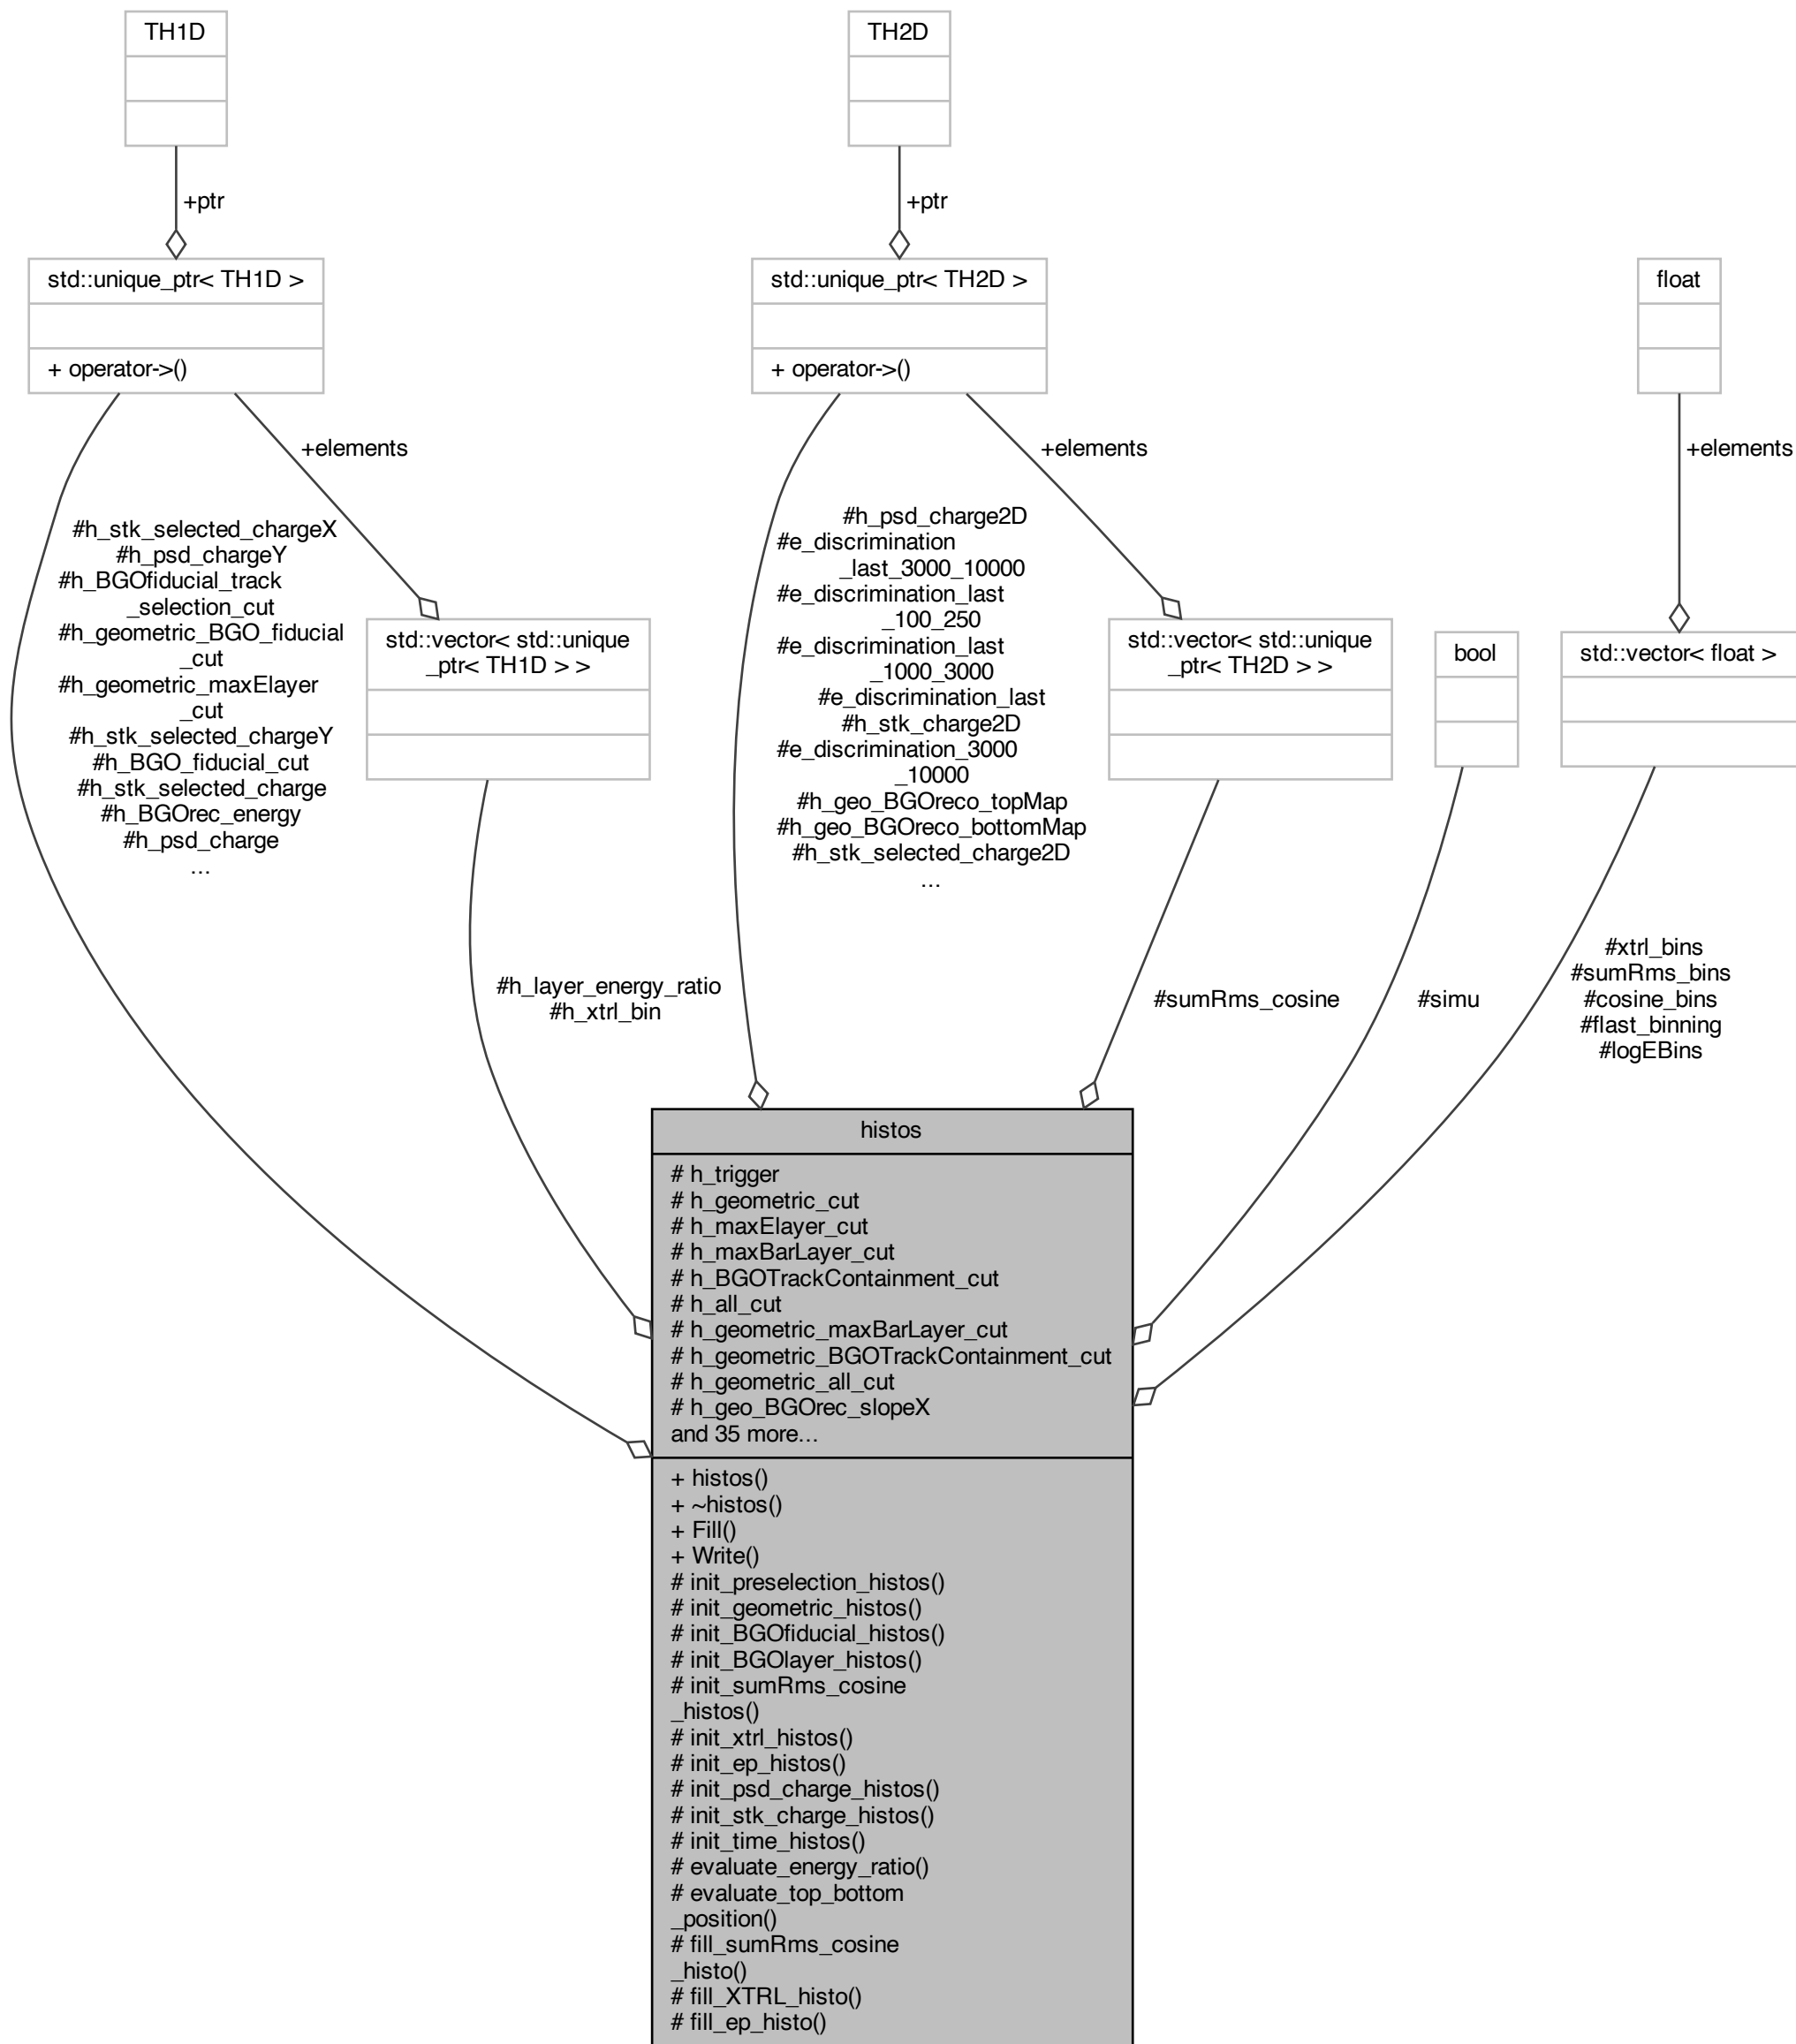 TH1D
TH2D
+ptr
+ptr
std::unique_ptr< TH1D >
+ operator->()
std::unique_ptr< TH2D >
+ operator->()
float
+elements
+elements
+elements
#h_stk_selected_chargeX
#h_psd_chargeY
#h_BGOfiducial_track
_selection_cut
#h_geometric_BGO_fiducial
_cut
#h_geometric_maxElayer
_cut
#h_stk_selected_chargeY
#h_BGO_fiducial_cut
#h_stk_selected_charge
#h_BGOrec_energy
#h_psd_charge
...
std::vector< std::unique
_ptr< TH1D > >
#h_psd_charge2D
#e_discrimination
_last_3000_10000
#e_discrimination_last
_100_250
#e_discrimination_last
_1000_3000
#e_discrimination_last
#h_stk_charge2D
#e_discrimination_3000
_10000
#h_geo_BGOreco_topMap
#h_geo_BGOreco_bottomMap
#h_stk_selected_charge2D
...
std::vector< std::unique
_ptr< TH2D > >
bool
std::vector< float >
#h_layer_energy_ratio
#h_xtrl_bin
#sumRms_cosine
#simu
#xtrl_bins
#sumRms_bins
#cosine_bins
#flast_binning
#logEBins
histos
# h_trigger
# h_geometric_cut
# h_maxElayer_cut
# h_maxBarLayer_cut
# h_BGOTrackContainment_cut
# h_all_cut
# h_geometric_maxBarLayer_cut
# h_geometric_BGOTrackContainment_cut
# h_geometric_all_cut
# h_geo_BGOrec_slopeX
and 35 more...
+ histos()
+ ~histos()
+ Fill()
+ Write()
# init_preselection_histos()
# init_geometric_histos()
# init_BGOfiducial_histos()
# init_BGOlayer_histos()
# init_sumRms_cosine
_histos()
# init_xtrl_histos()
# init_ep_histos()
# init_psd_charge_histos()
# init_stk_charge_histos()
# init_time_histos()
# evaluate_energy_ratio()
# evaluate_top_bottom
_position()
# fill_sumRms_cosine
_histo()
# fill_XTRL_histo()
# fill_ep_histo()